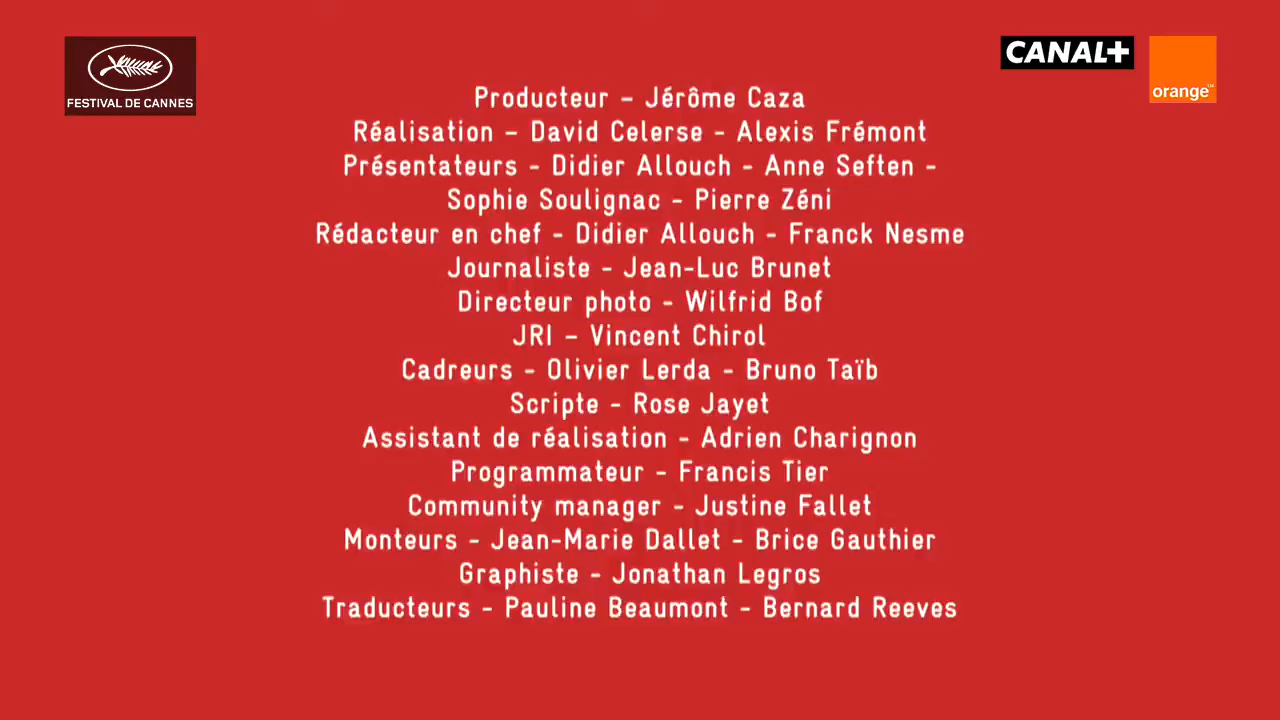 FESTIVAL DE CANNES
CANAL+
orange™
Producteur – Jérôme Caza
Réalisation – David Celerse - Alexis Frémont
Présentateurs - Didier Allouch - Anne Seften -
Sophie Soulignac - Pierre Zéni
Rédacteur en chef - Didier Allouch - Franck Nesme
Journaliste - Jean-Luc Brunet
Directeur photo - Wilfrid Bof
JRI – Vincent Chirol
Cadreurs - Olivier Lerda - Bruno Taïb
Scripte - Rose Jayet
Assistant de réalisation - Adrien Charignon
Programmateur - Francis Tier
Community manager - Justine Fallet
Monteurs - Jean-Marie Dallet - Brice Gauthier
Graphiste - Jonathan Legros
Traducteurs - Pauline Beaumont - Bernard Reeves